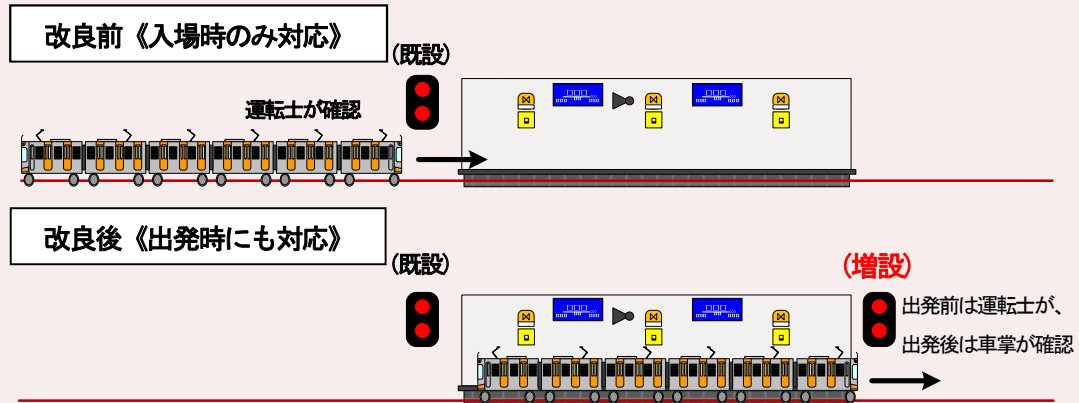 改良前《入場時のみ対応》
(既設)
運転士が確認
改良後《出発時にも対応》
(既設)
(増設)
出発前は運転士が、
出発後は車掌が確認